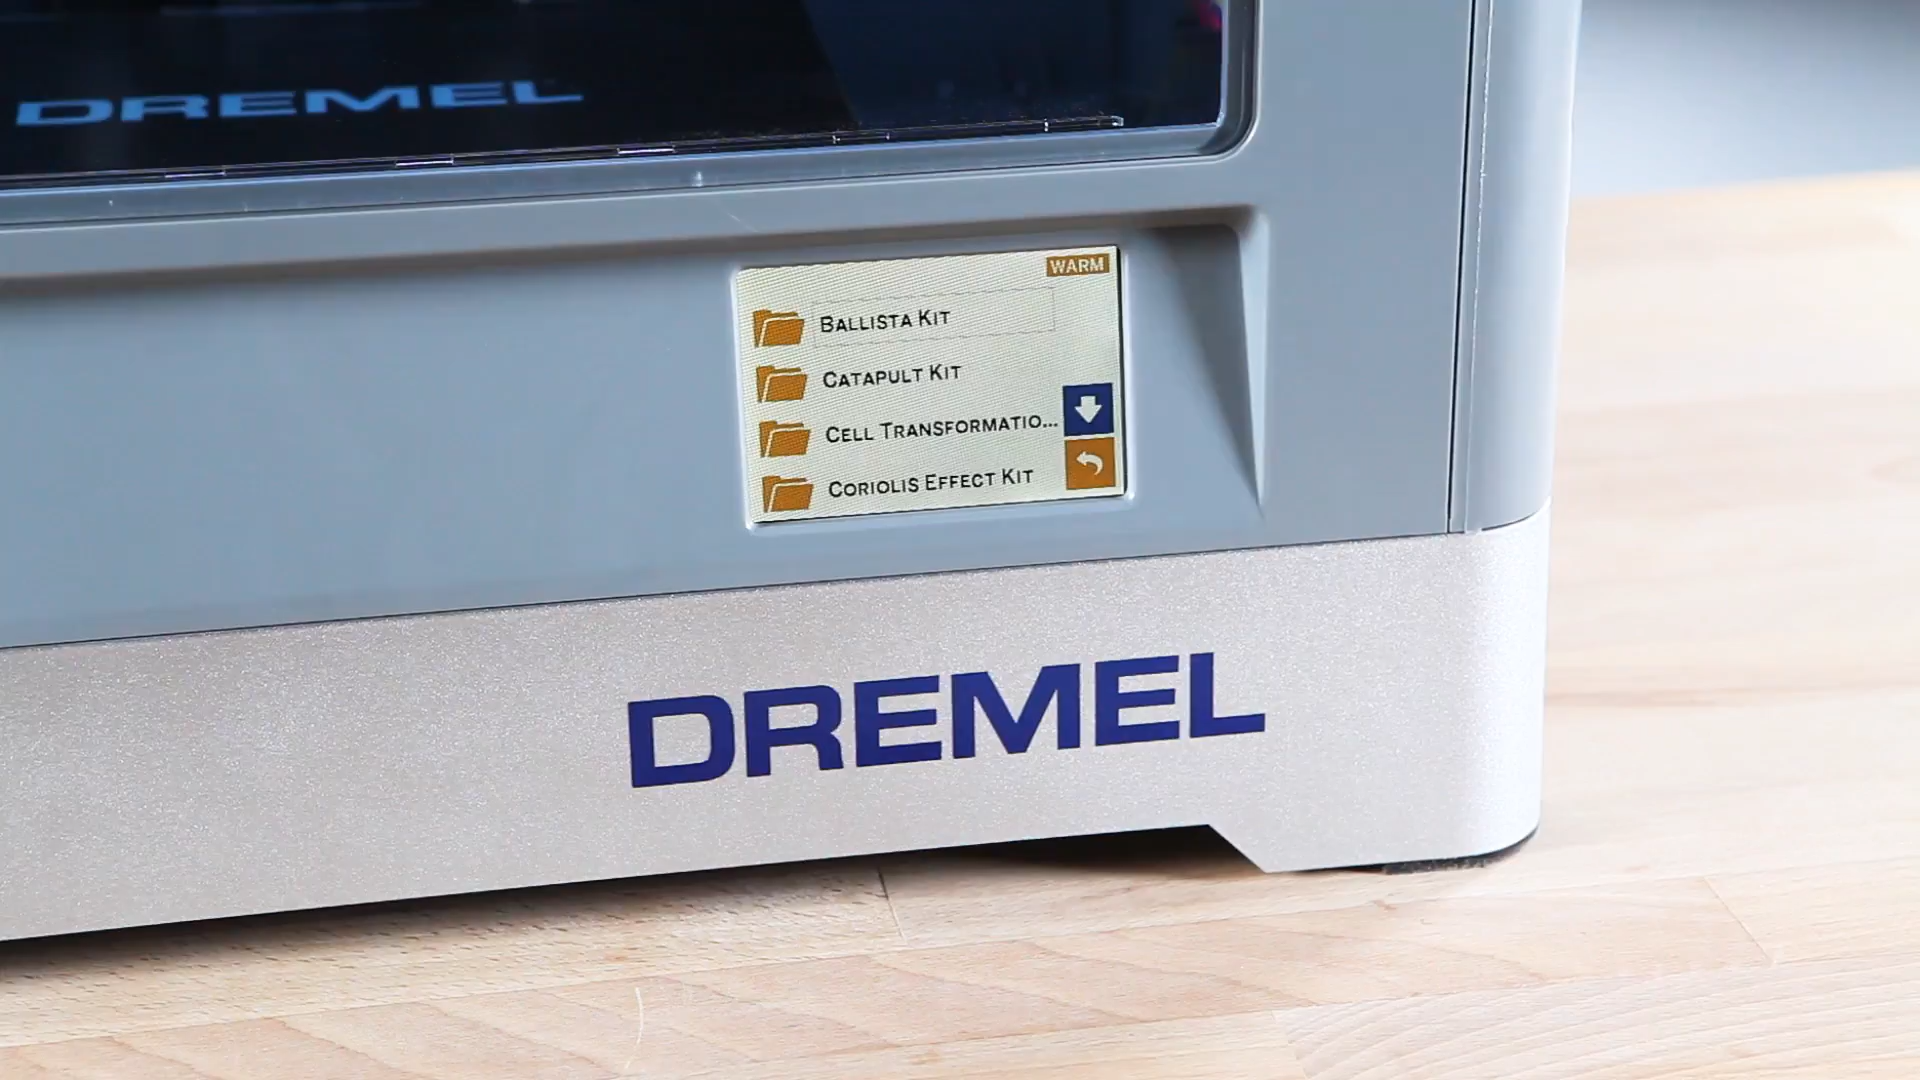 DREMEL
WARM
BALLISTA KIT
CATAPULT KIT
CELL TRANSFORMATIO...
CORIOLIS EFFECT KIT
DREMEL